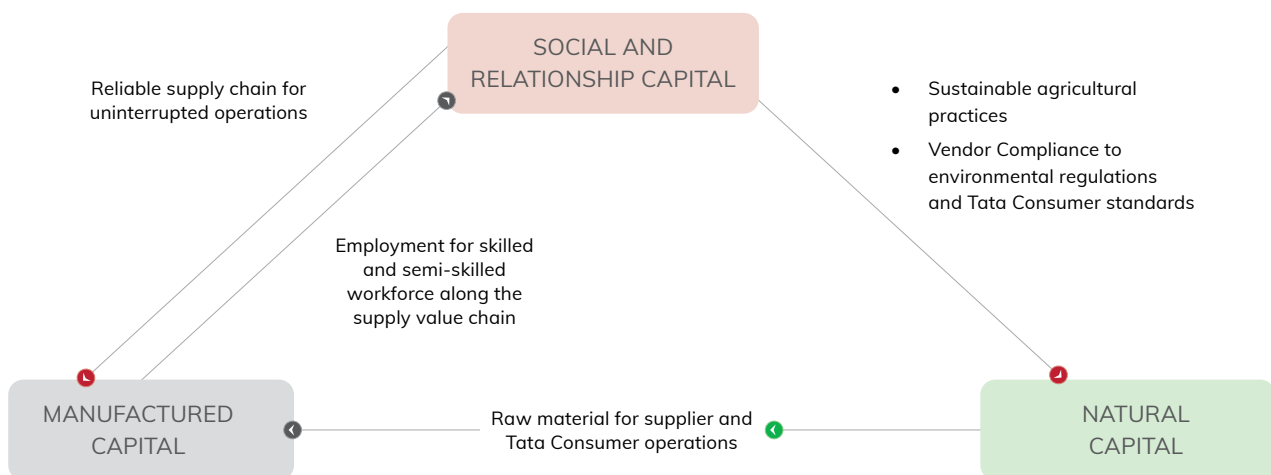 SOCIAL AND
RELATIONSHIP CAPITAL
Reliable supply chain for
uninterrupted operations
• Sustainable agricultural
practices
• Vendor Compliance to
environmental regulations
and Tata Consumer standards
Employment for skilled
and semi-skilled
workforce along the
supply value chain
MANUFACTURED
CAPITAL
Raw material for supplier and
Tata Consumer operations
NATURAL
CAPITAL